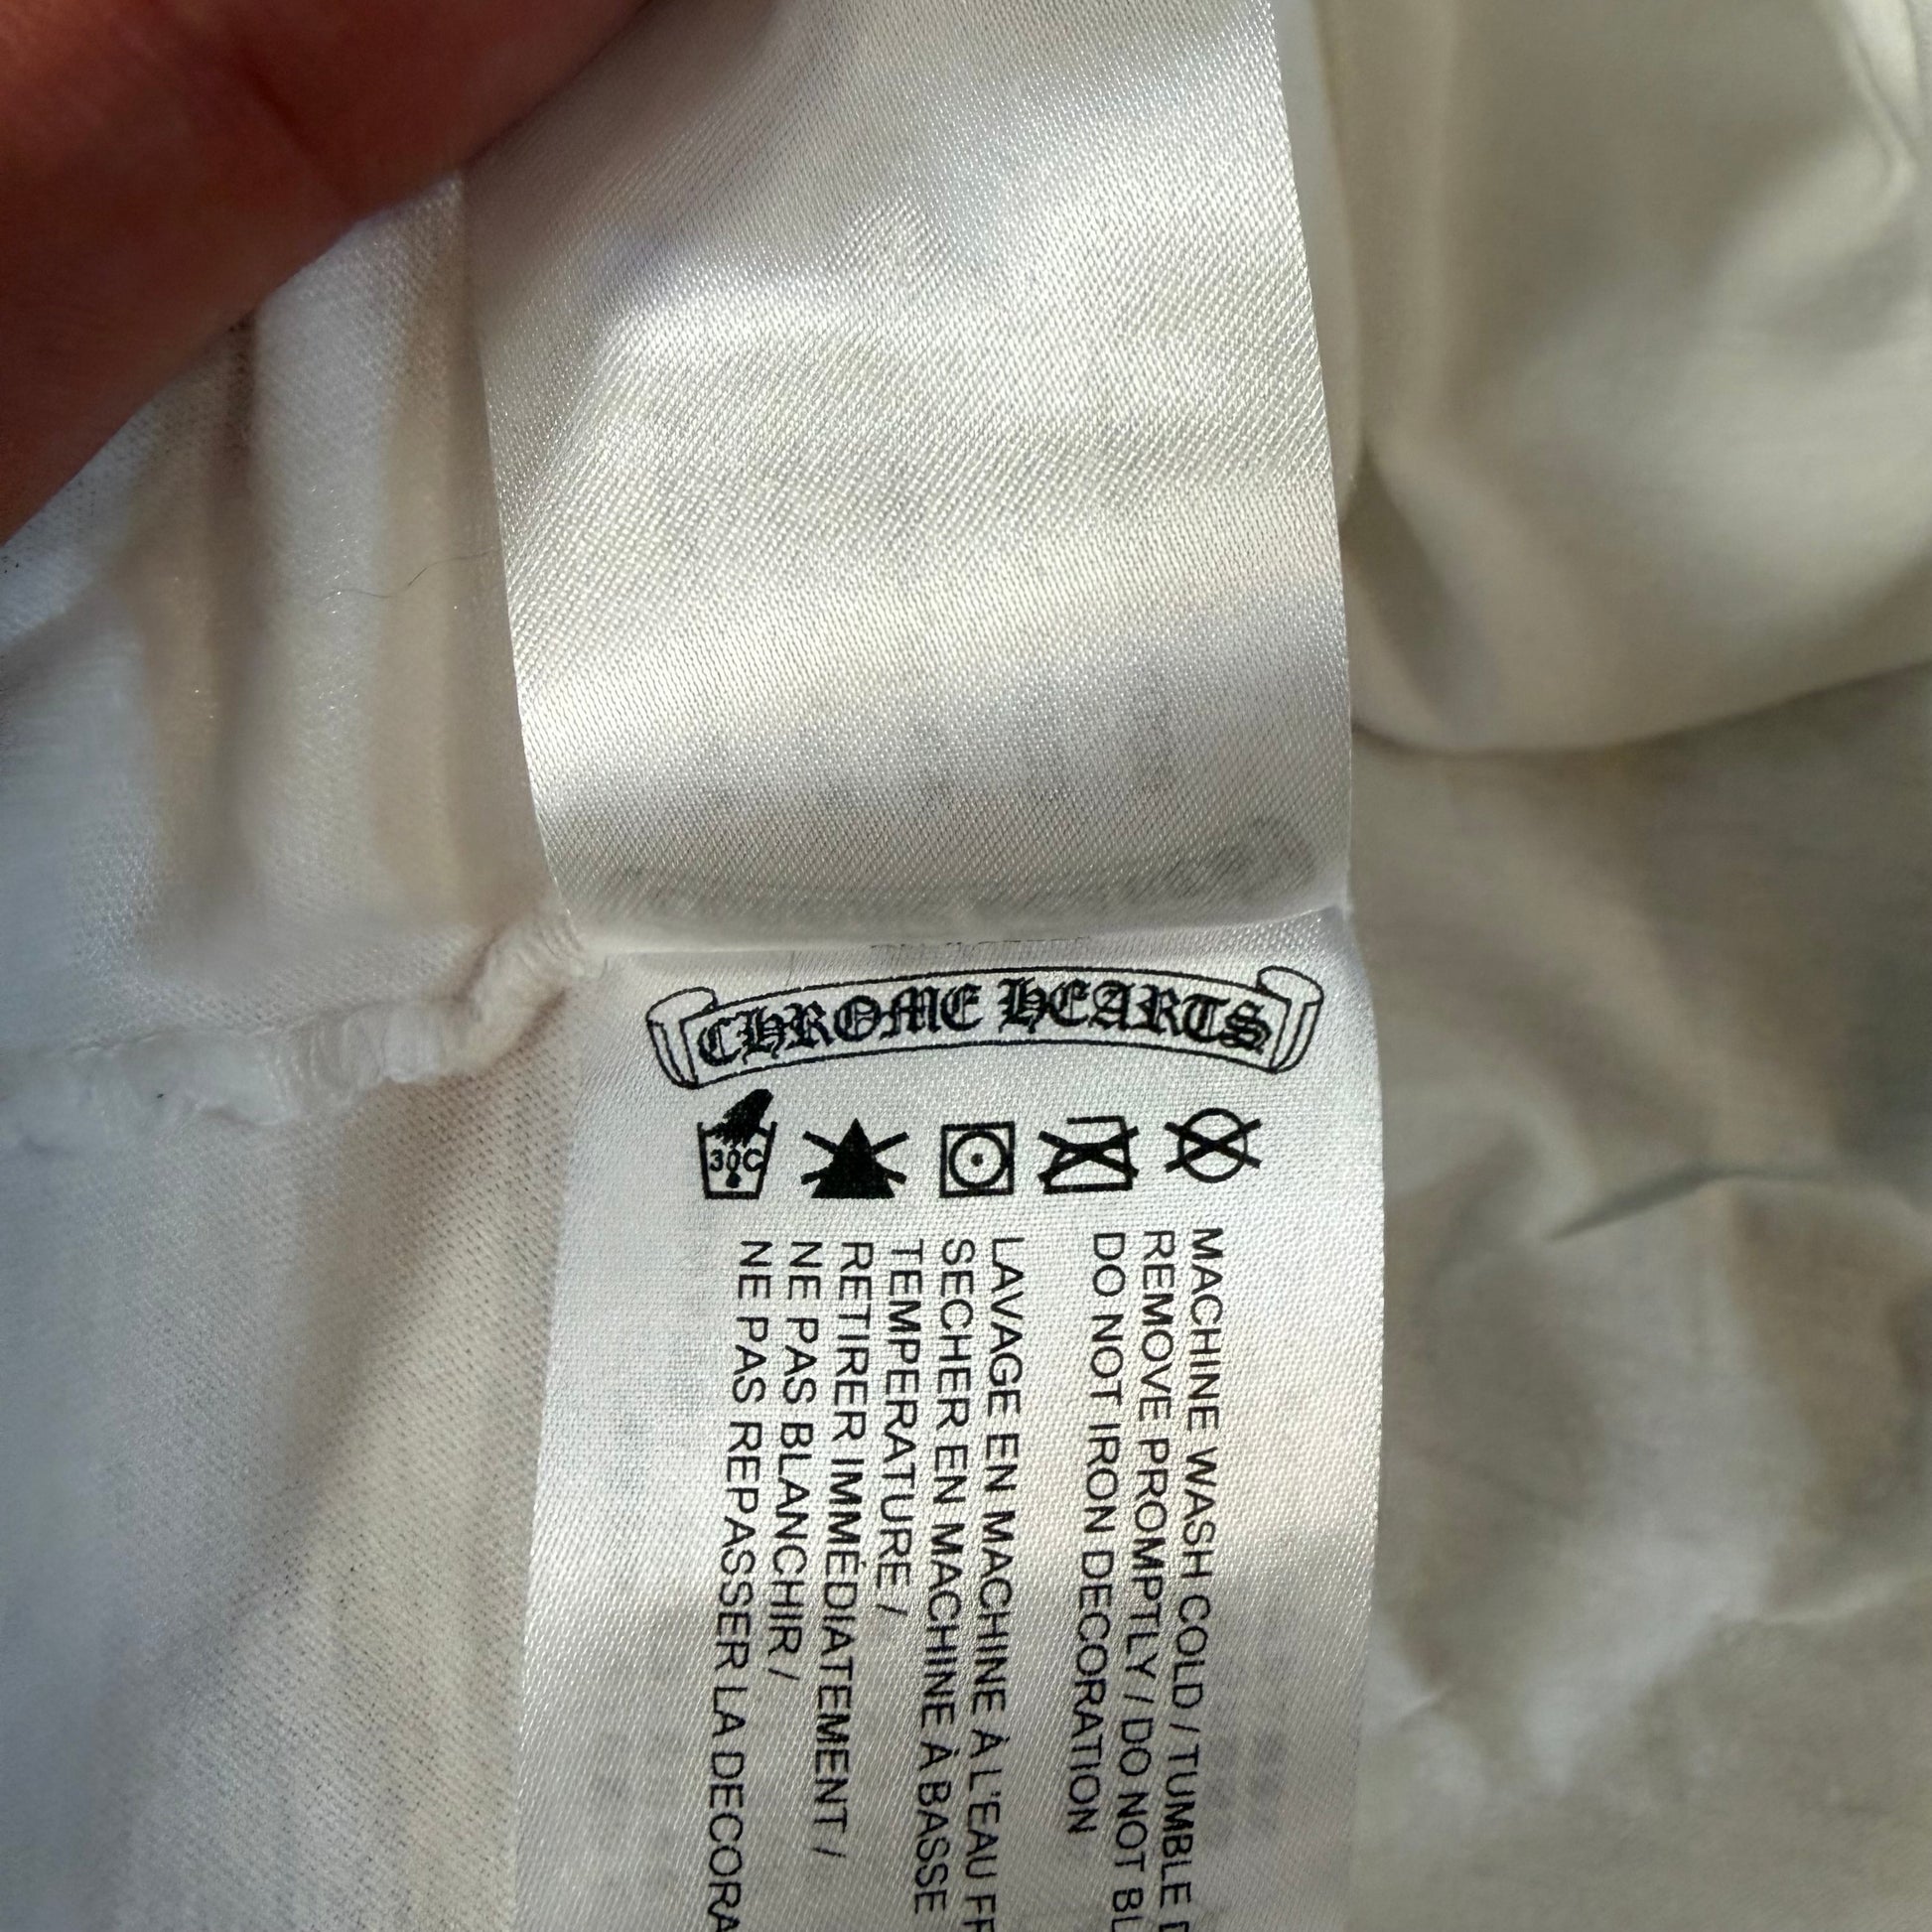 CHROME HEARTS
30C
MACHINE WASH COLD / TUMBLE
REMOVE PROMPTLY / DO NOT
DO NOT IRON DECORATION
LAVAGE EN MACHINE À L'EAU
SECHER EN MACHINE À BASSE
TEMPERATURE /
RETIRER IMMÉDIATEMENT /
NE PAS BLANCHIR /
NE PAS REPASSER LA